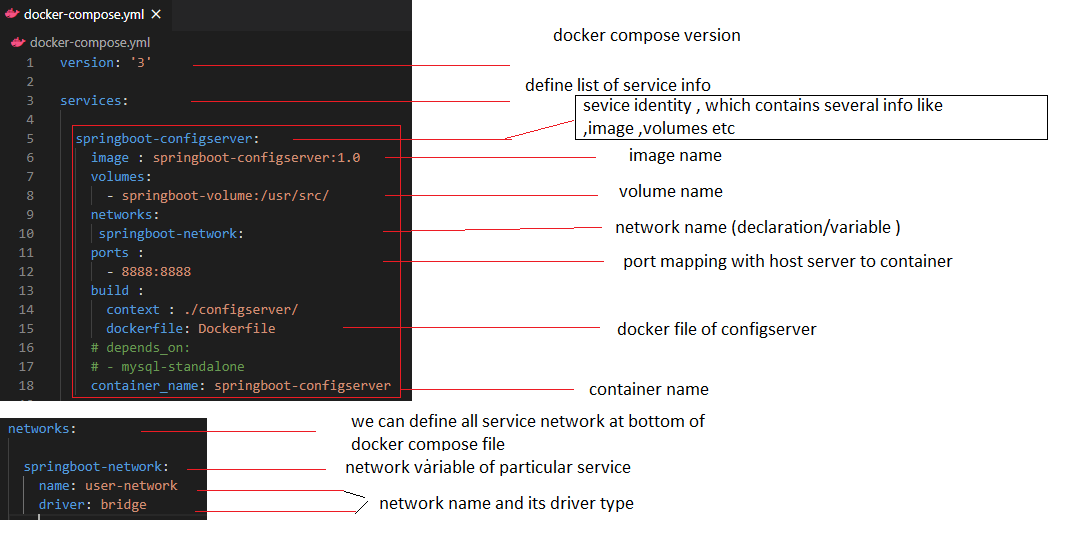 docker-compose.yml ×
docker-compose.yml
1 version: '3'
docker compose version
2
3 services:
define list of service info
4
sevice identity , which contains several info like
,image ,volumes etc
5 springboot-configserver:
6 image : springboot-configserver:1.0
image name
7 volumes:
8 - springboot-volume:/usr/src/
volume name
9 networks:
10 springboot-network:
network name (declaration/variable )
11 ports :
12 - 8888:8888
port mapping with host server to container
13 build :
14 context : ./configserver/
15 dockerfile: Dockerfile
docker file of configserver
16 # depends_on:
17 # - mysql-standalone
18 container_name: springboot-configserver
container name
networks:
we can define all service network at bottom of
docker compose file
springboot-network:
network variable of particular service
name: user-network
driver: bridge
network name and its driver type